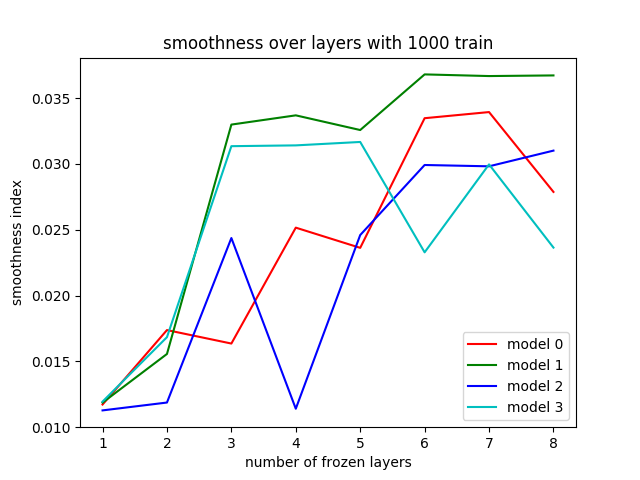 smoothness over layers with 1000 train
smoothness index
0.035
0.030
0.025
0.020
0.015
0.010
1 2 3 4 5 6 7 8
number of frozen layers
model 0
model 1
model 2
model 3